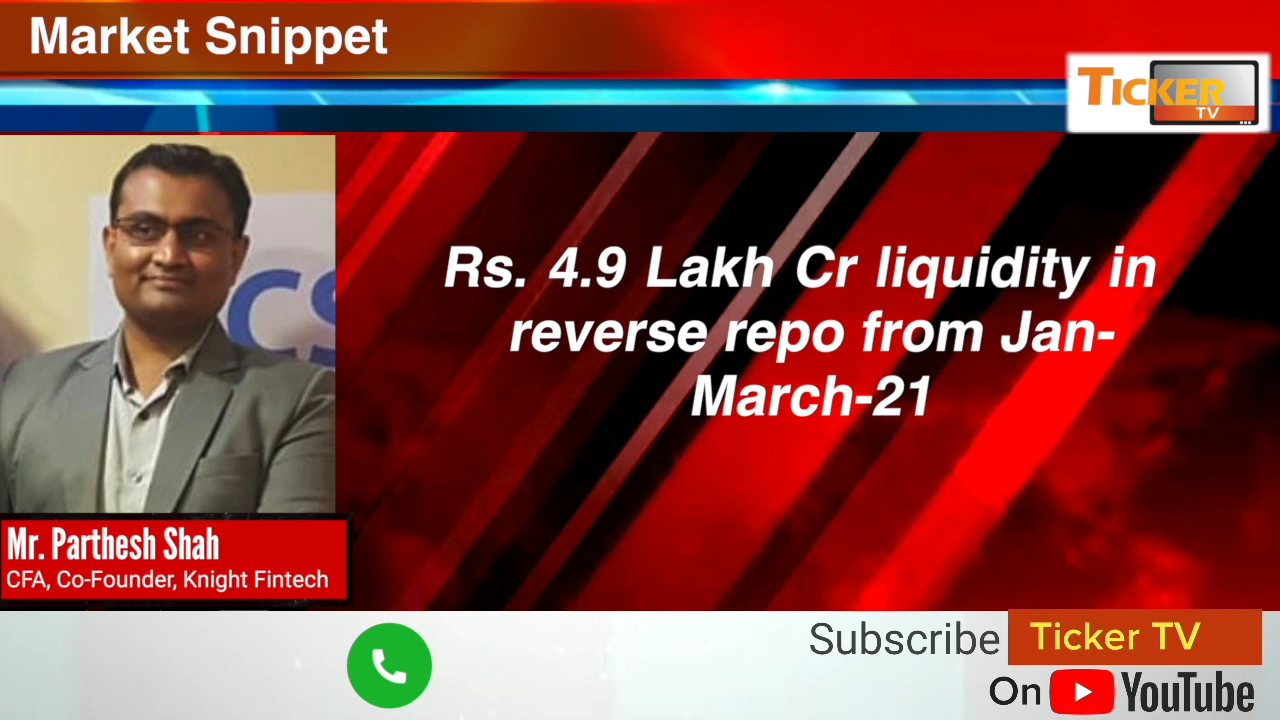 Market Snippet
TICKER
TV
CS
Rs. 4.9 Lakh Cr liquidity in
reverse repo from Jan-
March-21
Mr. Parthesh Shah
CFA, Co-Founder, Knight Fintech
Subscribe Ticker TV
On YouTube